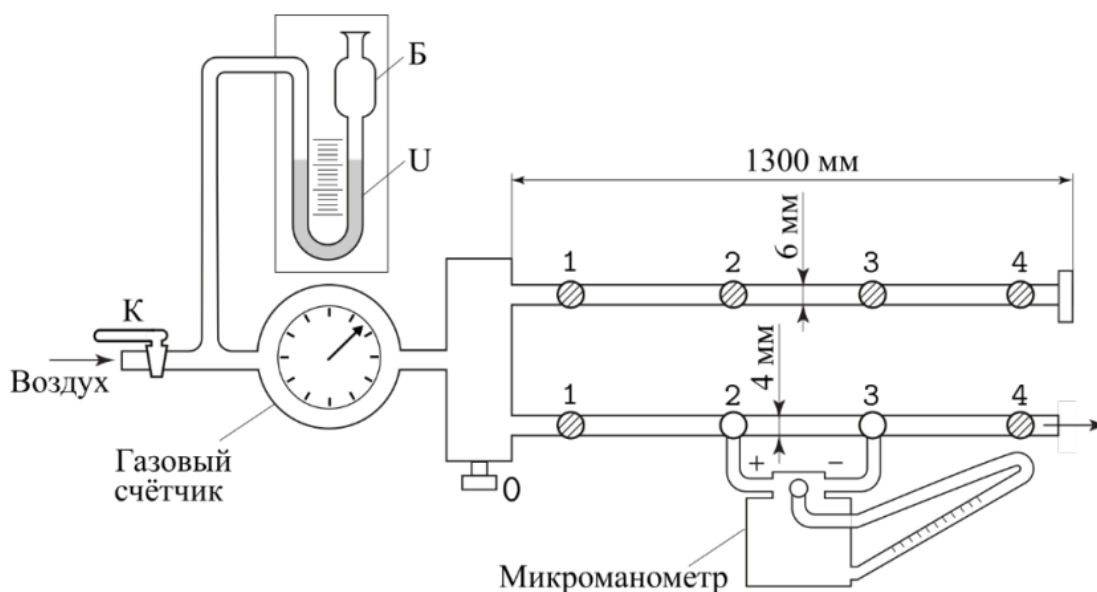 Б
U
1300 мм
К
Воздух
Газовый
счётчик
1 2 3 4
6 мм
1 2 3 4
4 мм
+ −
0
Микроманометр